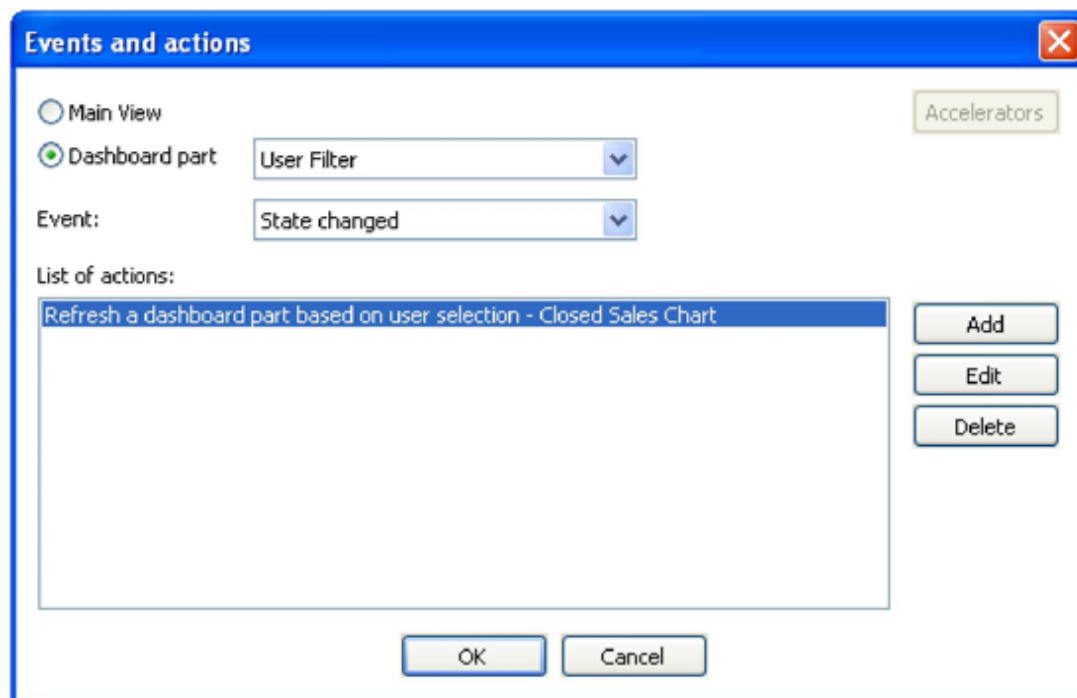 Events and actions
Main View
Accelerators
Dashboard part
User Filter
Event:
State changed
List of actions:
Refresh a dashboard part based on user selection - Closed Sales Chart
Add
Edit
Delete
OK
Cancel